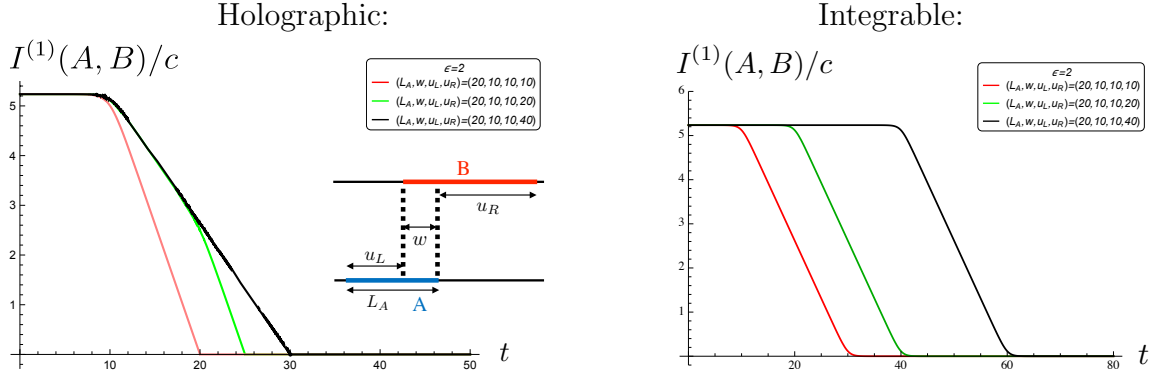 Holographic:
I^{(1)}(A, B)/c
ϵ=2
(L_A,w,u_L,u_R)=(20,10,10,10)
(L_A,w,u_L,u_R)=(20,10,10,20)
(L_A,w,u_L,u_R)=(20,10,10,40)
5
4
3
2
1
10
20
30
40
50
t
B
u_R
w
u_L
L_A
A
Integrable:
I^{(1)}(A, B)/c
ϵ=2
(L_A,w,u_L,u_R)=(20,10,10,10)
(L_A,w,u_L,u_R)=(20,10,10,20)
(L_A,w,u_L,u_R)=(20,10,10,40)
6
5
4
3
2
1
20
40
60
80
t